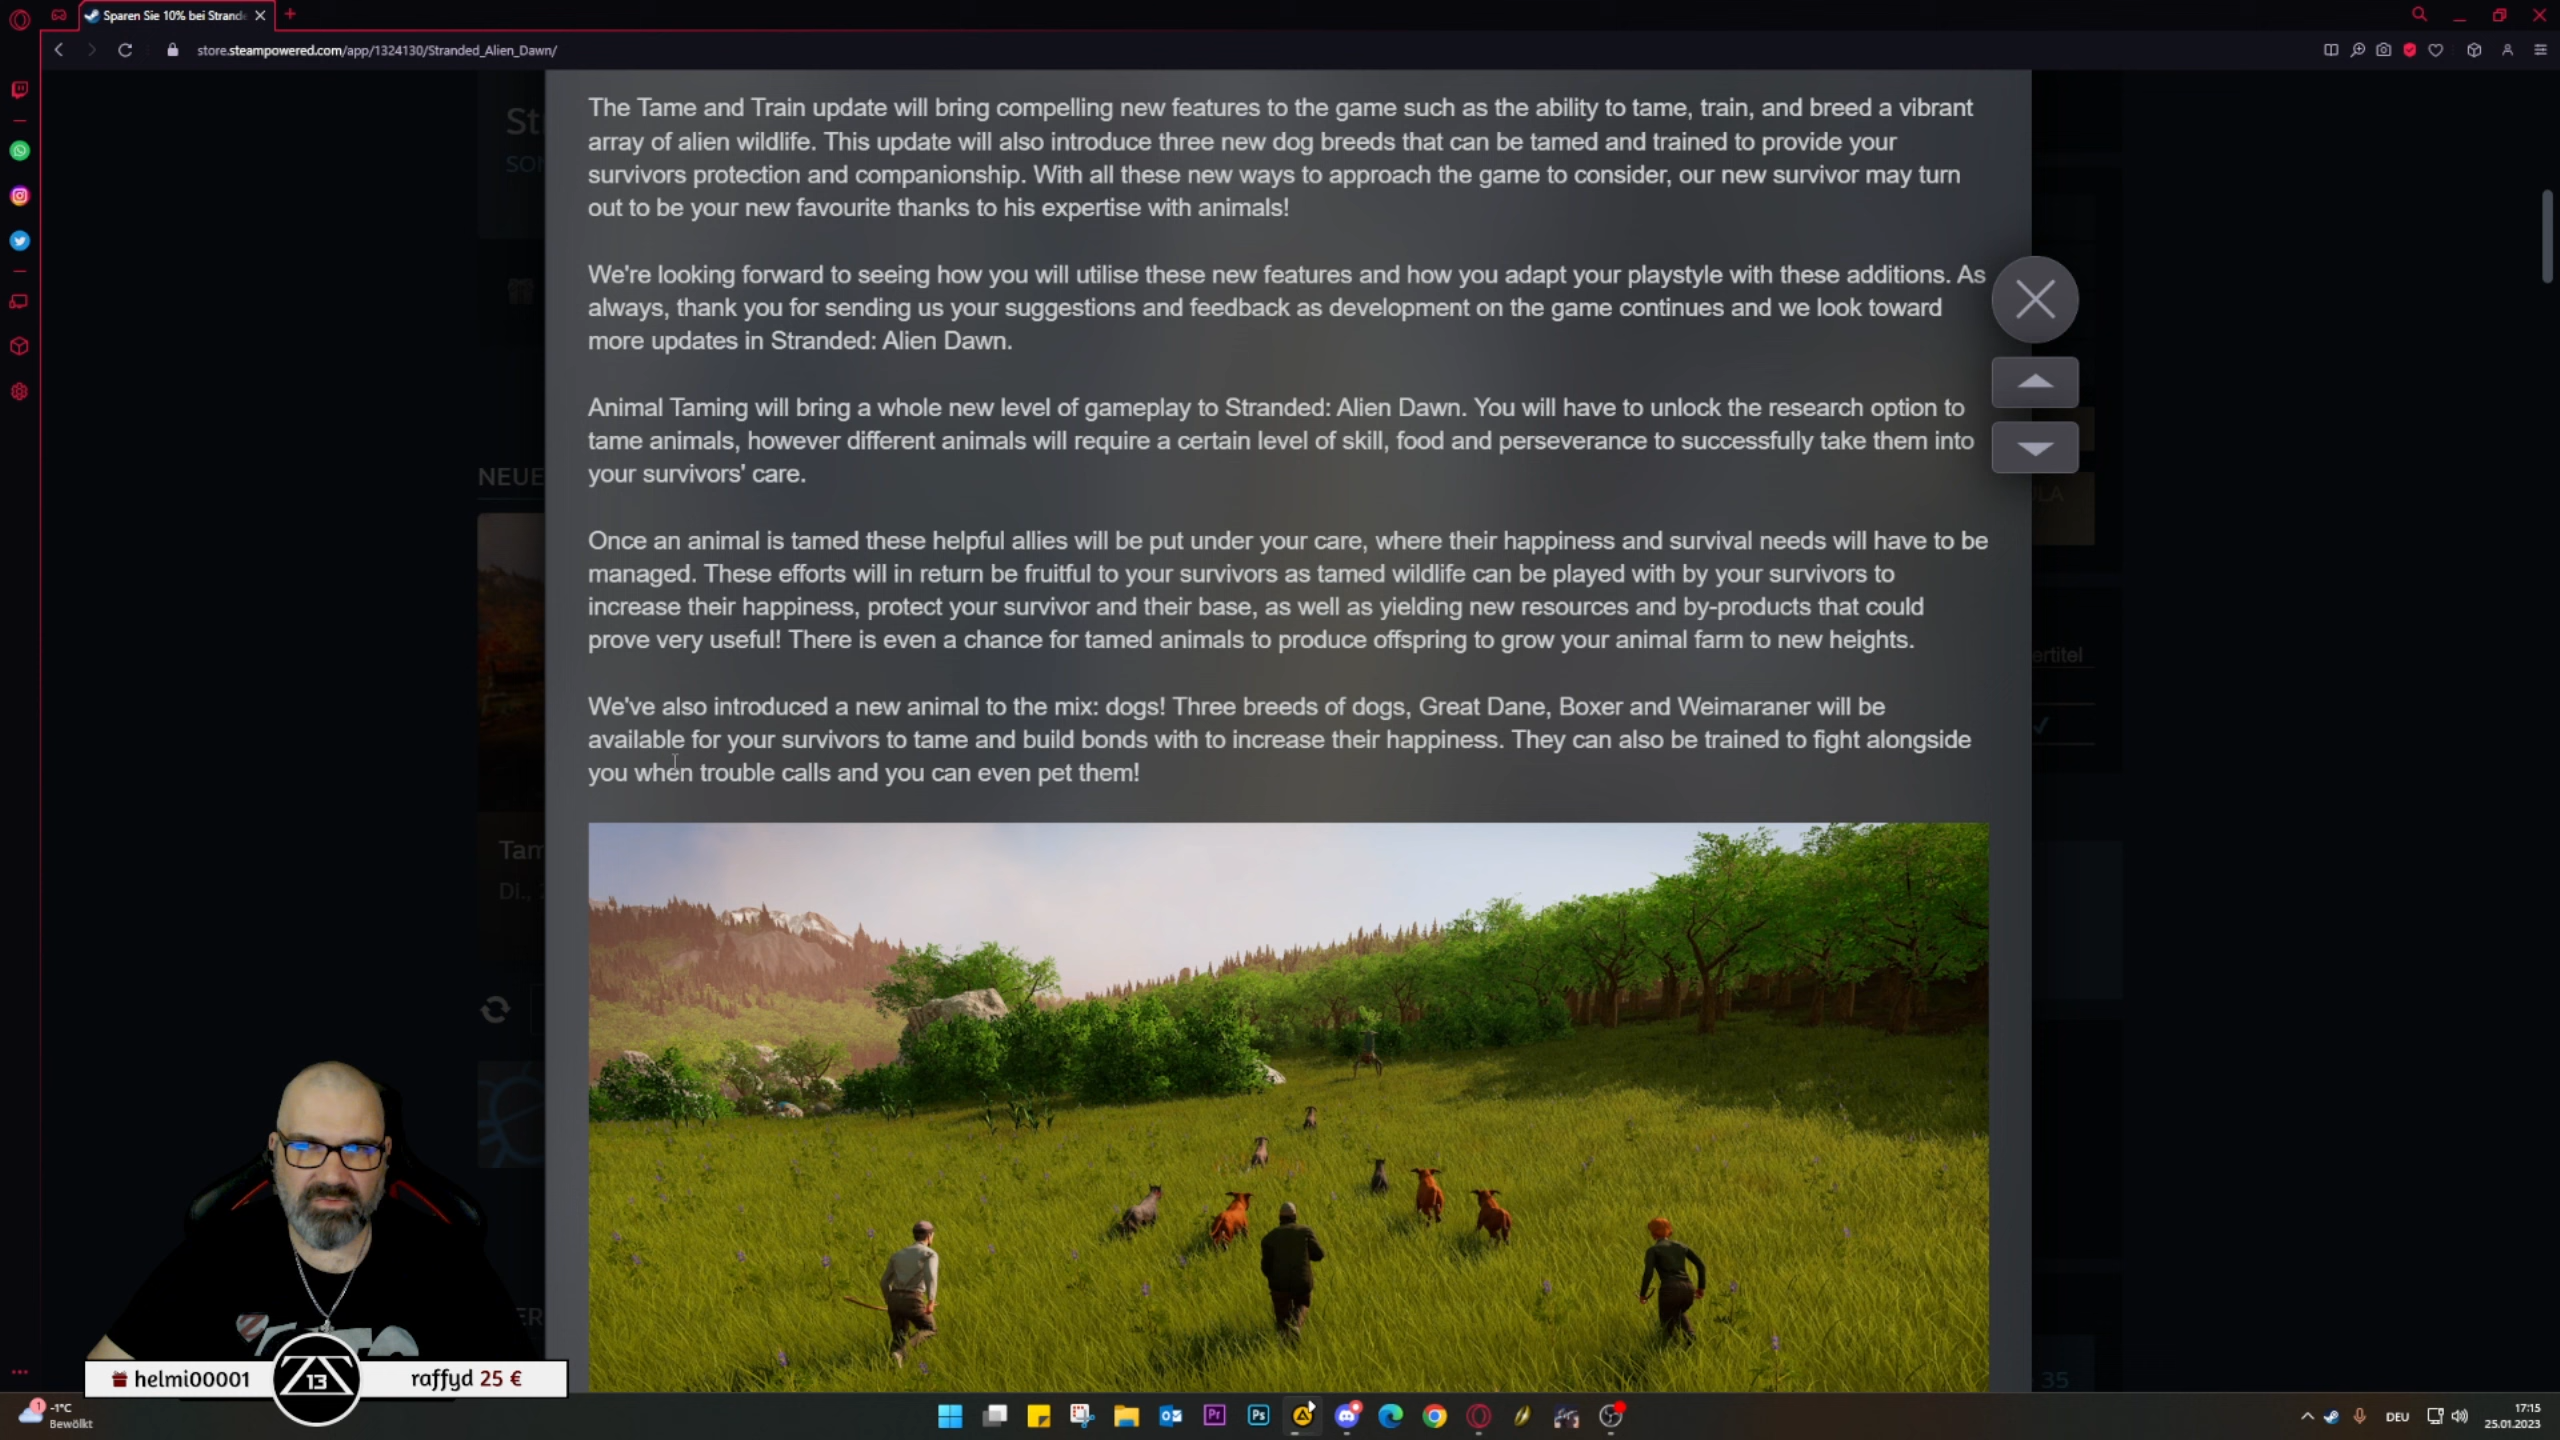 Sparen Sie 10% bei Strande
store.steampowered.com/app/1324130/Stranded_Alien_Dawn/
The Tame and Train update will bring compelling new features to the game such as the ability to tame, train, and breed a vibrant
array of alien wildlife. This update will also introduce three new dog breeds that can be tamed and trained to provide your
survivors protection and companionship. With all these new ways to approach the game to consider, our new survivor may turn
out to be your new favourite thanks to his expertise with animals!
We're looking forward to seeing how you will utilise these new features and how you adapt your playstyle with these additions. As
always, thank you for sending us your suggestions and feedback as development on the game continues and we look toward
more updates in Stranded: Alien Dawn.
Animal Taming will bring a whole new level of gameplay to Stranded: Alien Dawn. You will have to unlock the research option to
tame animals, however different animals will require a certain level of skill, food and perseverance to successfully take them into
your survivors' care.
Once an animal is tamed these helpful allies will be put under your care, where their happiness and survival needs will have to be
managed. These efforts will in return be fruitful to your survivors as tamed wildlife can be played with by your survivors to
increase their happiness, protect your survivor and their base, as well as yielding new resources and by-products that could
prove very useful! There is even a chance for tamed animals to produce offspring to grow your animal farm to new heights.
We've also introduced a new animal to the mix: dogs! Three breeds of dogs, Great Dane, Boxer and Weimaraner will be
available for your survivors to tame and build bonds with to increase their happiness. They can also be trained to fight alongside
you when trouble calls and you can even pet them!
NEUE
Tam
Di.,
ertitel
35
helmi00001
13
raffyd 25 €
1
-1°C
Bewölkt
DEU
17:15
25.01.2023